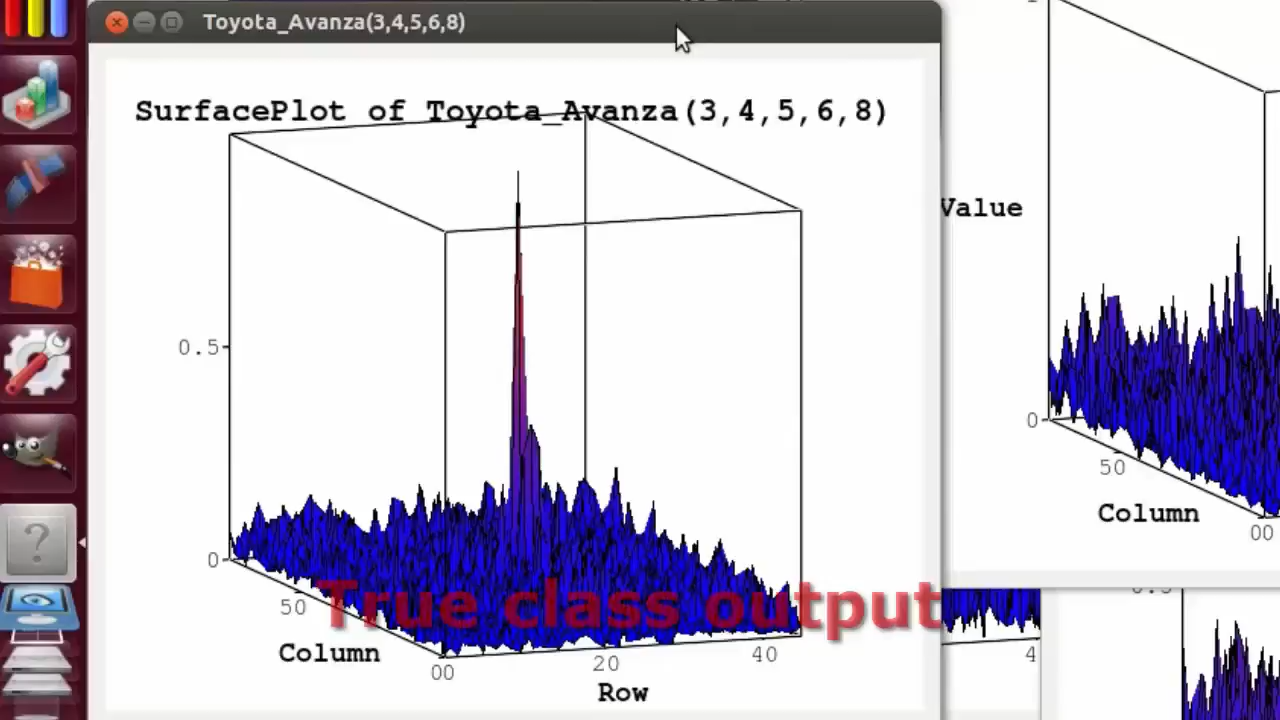 Toyota_Avanza(3,4,5,6,8)
SurfacePlot of Toyota_Avanza(3,4,5,6,8)
Value
0.5
0
0
50
50
Column
00
Column
00
20
40
Row
4
True class output